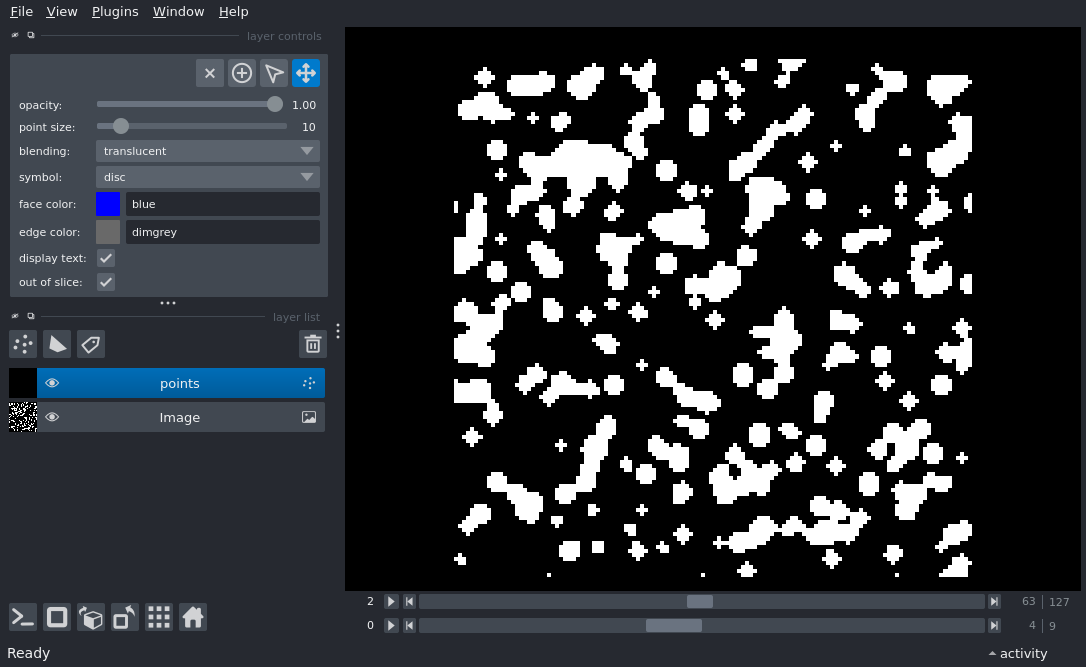 File View Plugins Window Help
layer controls
opacity: 1.00
point size: 10
blending: translucent
symbol: disc
face color: blue
edge color: dimgrey
display text:
out of slice:
layer list
points
Image
2 63 127
0 4 9
Ready activity